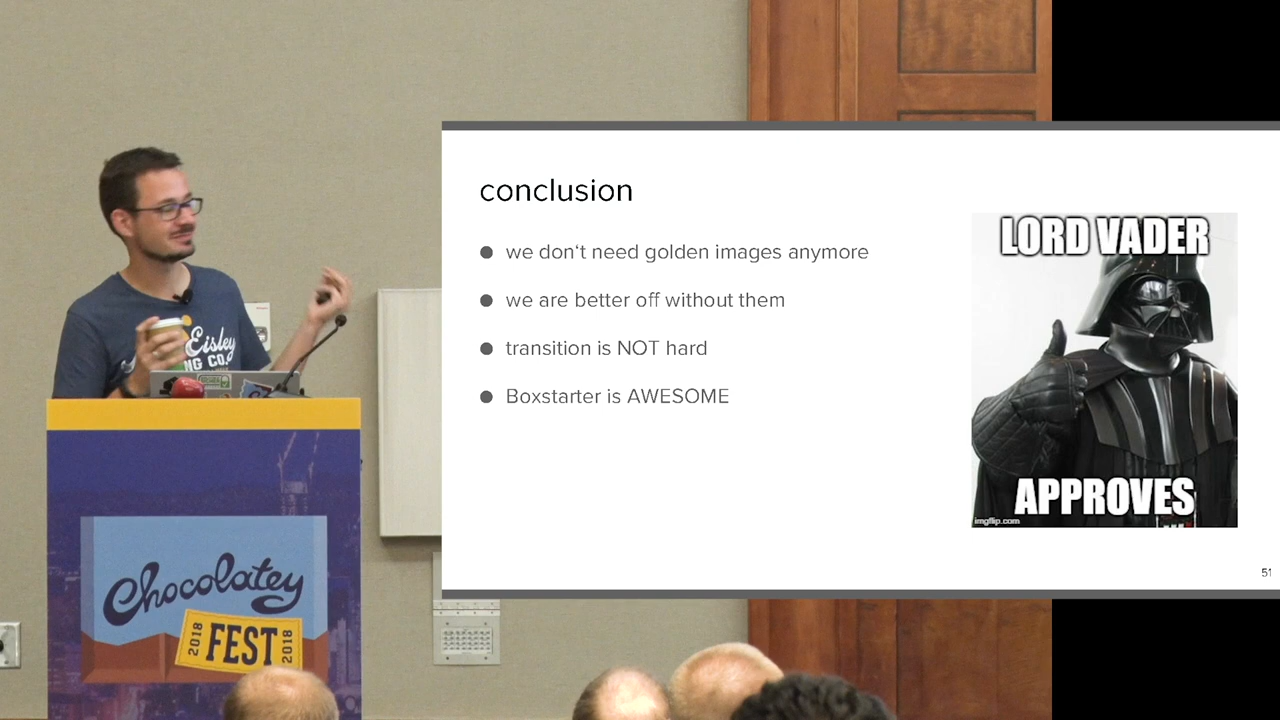 conclusion
● we don‘t need golden images anymore
● we are better off without them
● transition is NOT hard
● Boxstarter is AWESOME
LORD VADER
APPROVES
imgflip.com
51
Eisley
NG CO.
Chocolatey
2018 FEST 2018